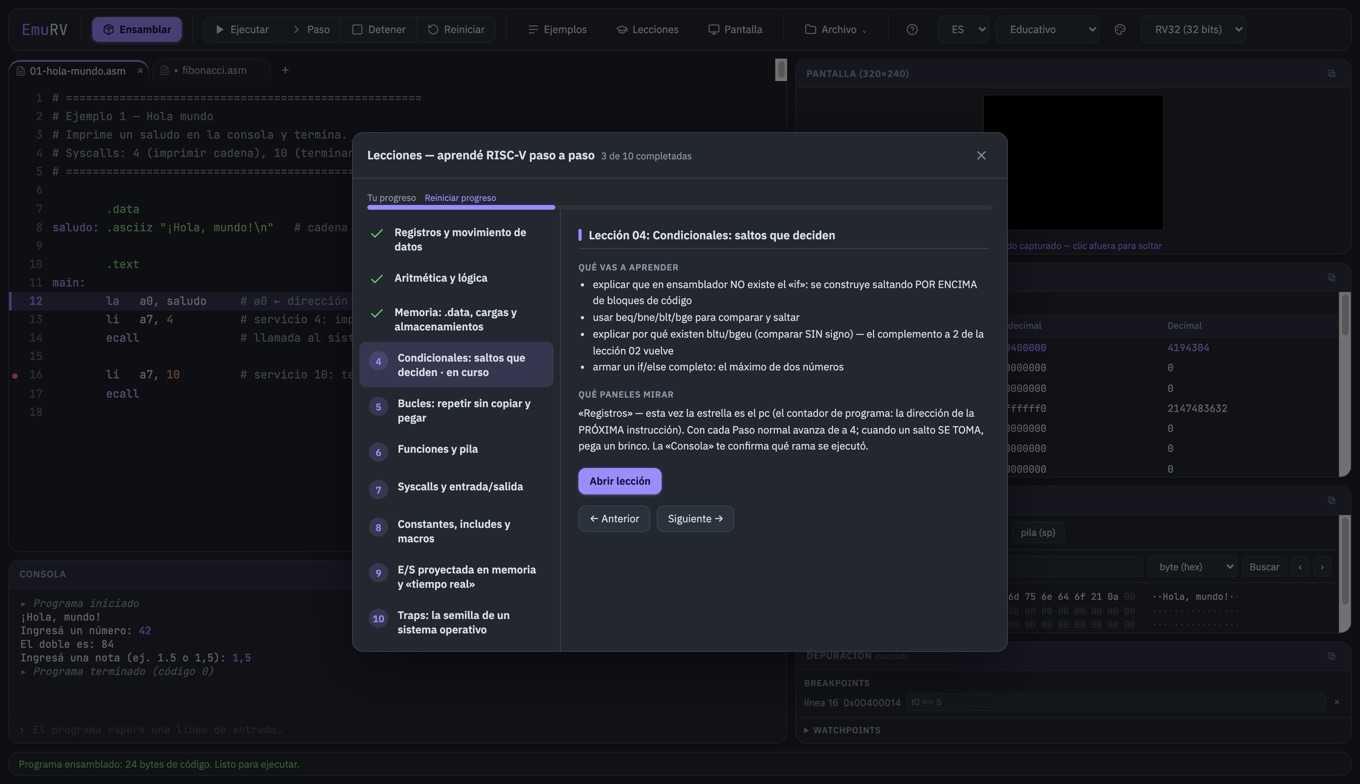 EmuRV
Ensamblar
Ejecutar
Paso
Detener
Reiniciar
Ejemplos
Lecciones
Pantalla
Archivo
ES
Educativo
RV32 (32 bits)
01-hola-mundo.asm ×
• fibonacci.asm
+
1 # =====================================================
2 # Ejemplo 1 — Hola mundo
3 # Imprime un saludo en la consola y termina.
4 # Syscalls: 4 (imprimir cadena), 10 (terminar
5 # ===========================================
6
7 .data
8 saludo: .asciiz "¡Hola, mundo!\n" # cadena
9
10 .text
11 main:
12 la a0, saludo # a0 ← dirección
13 li a7, 4 # servicio 4: imp
14 ecall # llamada al sist
15
16 li a7, 10 # servicio 10: te
17 ecall
18
CONSOLA
▸ Programa iniciado
¡Hola, mundo!
Ingresá un número: 42
El doble es: 84
Ingresá una nota (ej. 1.5 o 1,5): 1,5
▸ Programa terminado (código 0)
› El programa espera una línea de entrada…
Programa ensamblado: 24 bytes de código. Listo para ejecutar.
Lecciones — aprendé RISC-V paso a paso 3 de 10 completadas
Tu progreso Reiniciar progreso
Registros y movimiento de
datos
Aritmética y lógica
Memoria: .data, cargas y
almacenamientos
4 Condicionales: saltos que
deciden · en curso
5 Bucles: repetir sin copiar y
pegar
6 Funciones y pila
7 Syscalls y entrada/salida
8 Constantes, includes y
macros
9 E/S proyectada en memoria
y «tiempo real»
10 Traps: la semilla de un
sistema operativo
Lección 04: Condicionales: saltos que deciden
QUÉ VAS A APRENDER
• explicar que en ensamblador NO existe el «if»: se construye saltando POR ENCIMA
de bloques de código
• usar beq/bne/blt/bge para comparar y saltar
• explicar por qué existen bltu/bgeu (comparar SIN signo) — el complemento a 2 de la
lección 02 vuelve
• armar un if/else completo: el máximo de dos números
QUÉ PANELES MIRAR
«Registros» — esta vez la estrella es el pc (el contador de programa: la dirección de la
PRÓXIMA instrucción). Con cada Paso normal avanza de a 4; cuando un salto SE TOMA,
pega un brinco. La «Consola» te confirma qué rama se ejecutó.
Abrir lección
← Anterior
Siguiente →
PANTALLA (320×240)
do capturado — clic afuera para soltar
decimal Decimal
0400000 4194304
0000000 0
0000000 0
ffffff0 2147483632
0000000 0
0000000 0
0000000 0
pila (sp)
byte (hex)
Buscar
‹ ›
6d 75 6e 64 6f 21 0a 00 ··Hola, mundo!··
00 00 00 00 00 00 00 00 ················
00 00 00 00 00 00 00 00 ················
DEPURACIÓN avanzado
BREAKPOINTS
línea 16 0x00400014 t0 == 5 ×
▸ WATCHPOINTS